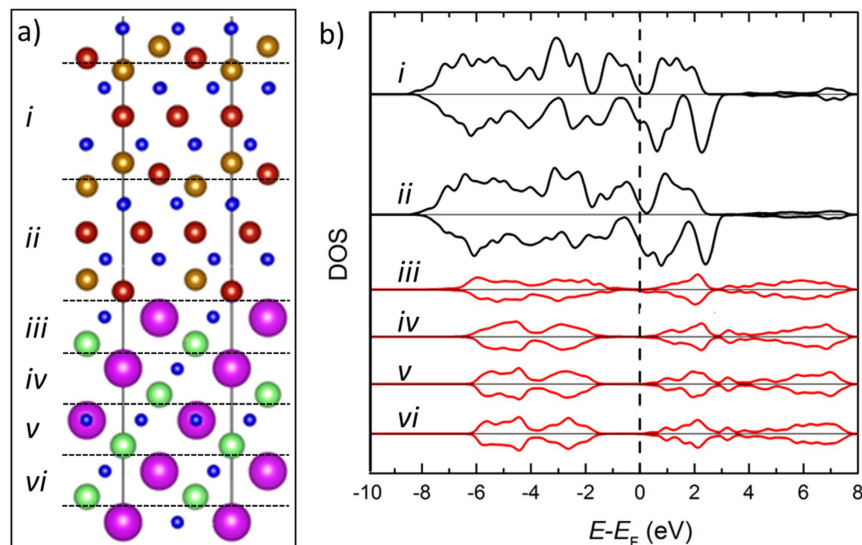 a)
i
ii
iii
iv
v
vi
b)
i
ii
iii
iv
v
vi
DOS
-10 -8 -6 -4 -2 0 2 4 6 8
E-E_F (eV)